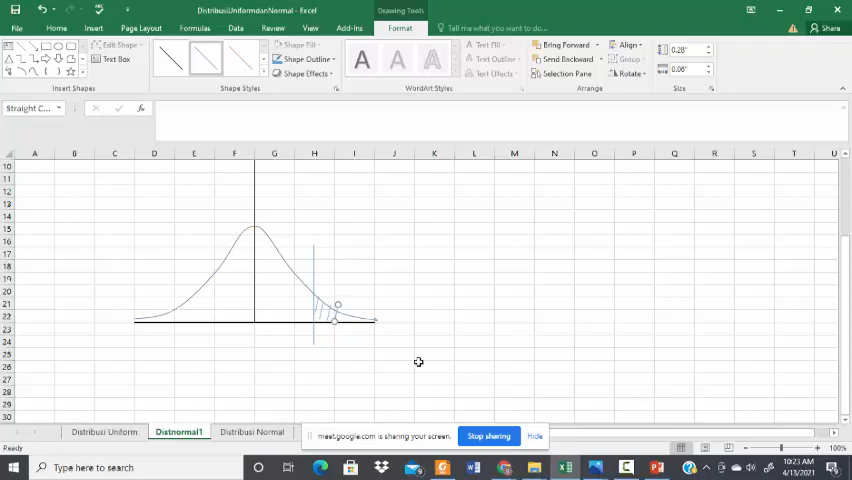 DistribusiUniformdanNormal - Excel
Drawing Tools
File Home Insert Page Layout Formulas Data Review View Add-Ins Format Tell me what you want to do... Share
Edit Shape
Text Box
Insert Shapes
Shape Fill
Shape Outline
Shape Effects
Shape Styles
A A A
Text Fill
Text Outline
Text Effects
WordArt Styles
Bring Forward
Send Backward
Selection Pane
Align
Group
Rotate
Arrange
0.28"
0.06"
Size
Straight C...
fx
A B C D E F G H I J K L M N O P Q R S T U
10
11
12
13
14
15
16
17
18
19
20
21
22
23
24
25
26
27
28
29
30
Distribusi Uniform Distnormal1 Distribusi Normal
meet.google.com is sharing your screen. Stop sharing Hide
Ready
100%
Type here to search
10:23 AM
4/13/2021